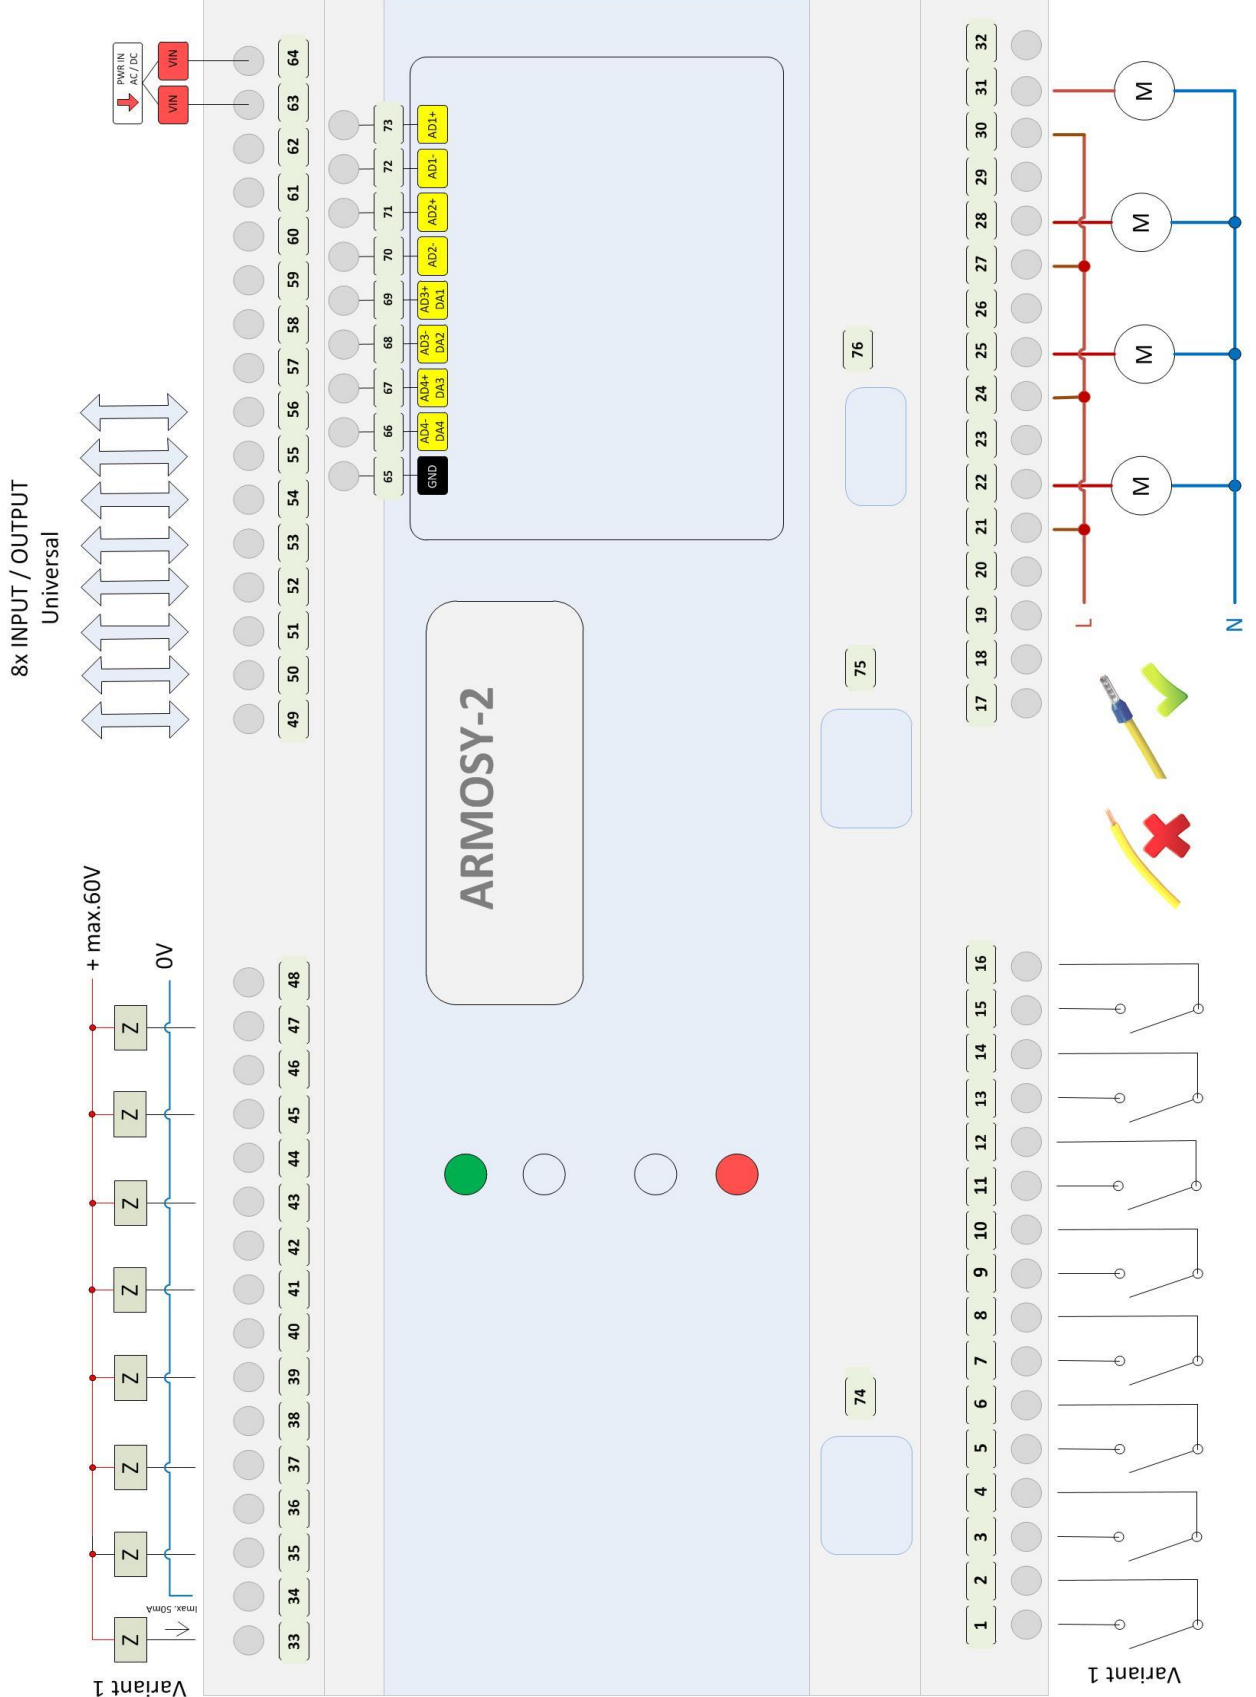 8x INPUT / OUTPUT
Universal
PWR IN
AC / DC
VIN
VIN
+ max.60V
0V
Z
Z
Z
Z
Z
Z
Z
Z
Imax. 50mA
Variant 1
33
34
35
36
37
38
39
40
41
42
43
44
45
46
47
48
49
50
51
52
53
54
55
56
57
58
59
60
61
62
63
64
65
66
67
68
69
70
71
72
73
GND
AD4-
DA4
AD4+
DA3
AD3-
DA2
AD3+
DA1
AD2-
AD2+
AD1-
AD1+
ARMOSY-2
74
75
76
1
2
3
4
5
6
7
8
9
10
11
12
13
14
15
16
17
18
19
20
21
22
23
24
25
26
27
28
29
30
31
32
M
M
M
M
L
N
Variant 1